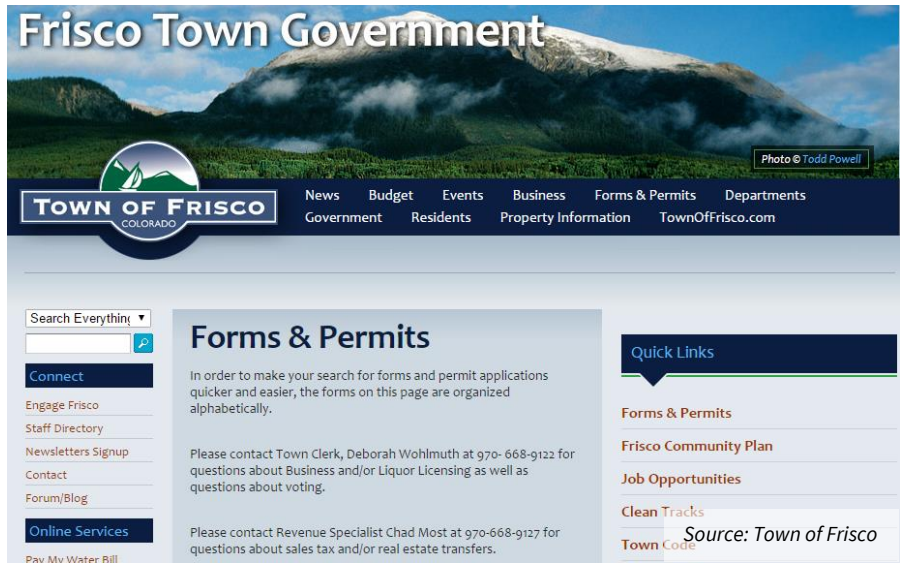 Frisco Town Government
Photo © Todd Powell
TOWN OF FRISCO
COLORADO
News Budget Events Business Forms & Permits Departments
Government Residents Property Information TownOfFrisco.com
Search Everything
Connect
Engage Frisco
Staff Directory
Newsletters Signup
Contact
Forum/Blog
Online Services
Pay My Water Bill
Forms & Permits
In order to make your search for forms and permit applications
quicker and easier, the forms on this page are organized
alphabetically.
Please contact Town Clerk, Deborah Wohlmuth at 970- 668-9122 for
questions about Business and/or Liquor Licensing as well as
questions about voting.
Please contact Revenue Specialist Chad Most at 970-668-9127 for
questions about sales tax and/or real estate transfers.
Quick Links
Forms & Permits
Frisco Community Plan
Job Opportunities
Clean Tracks
Town Code
Source: Town of Frisco